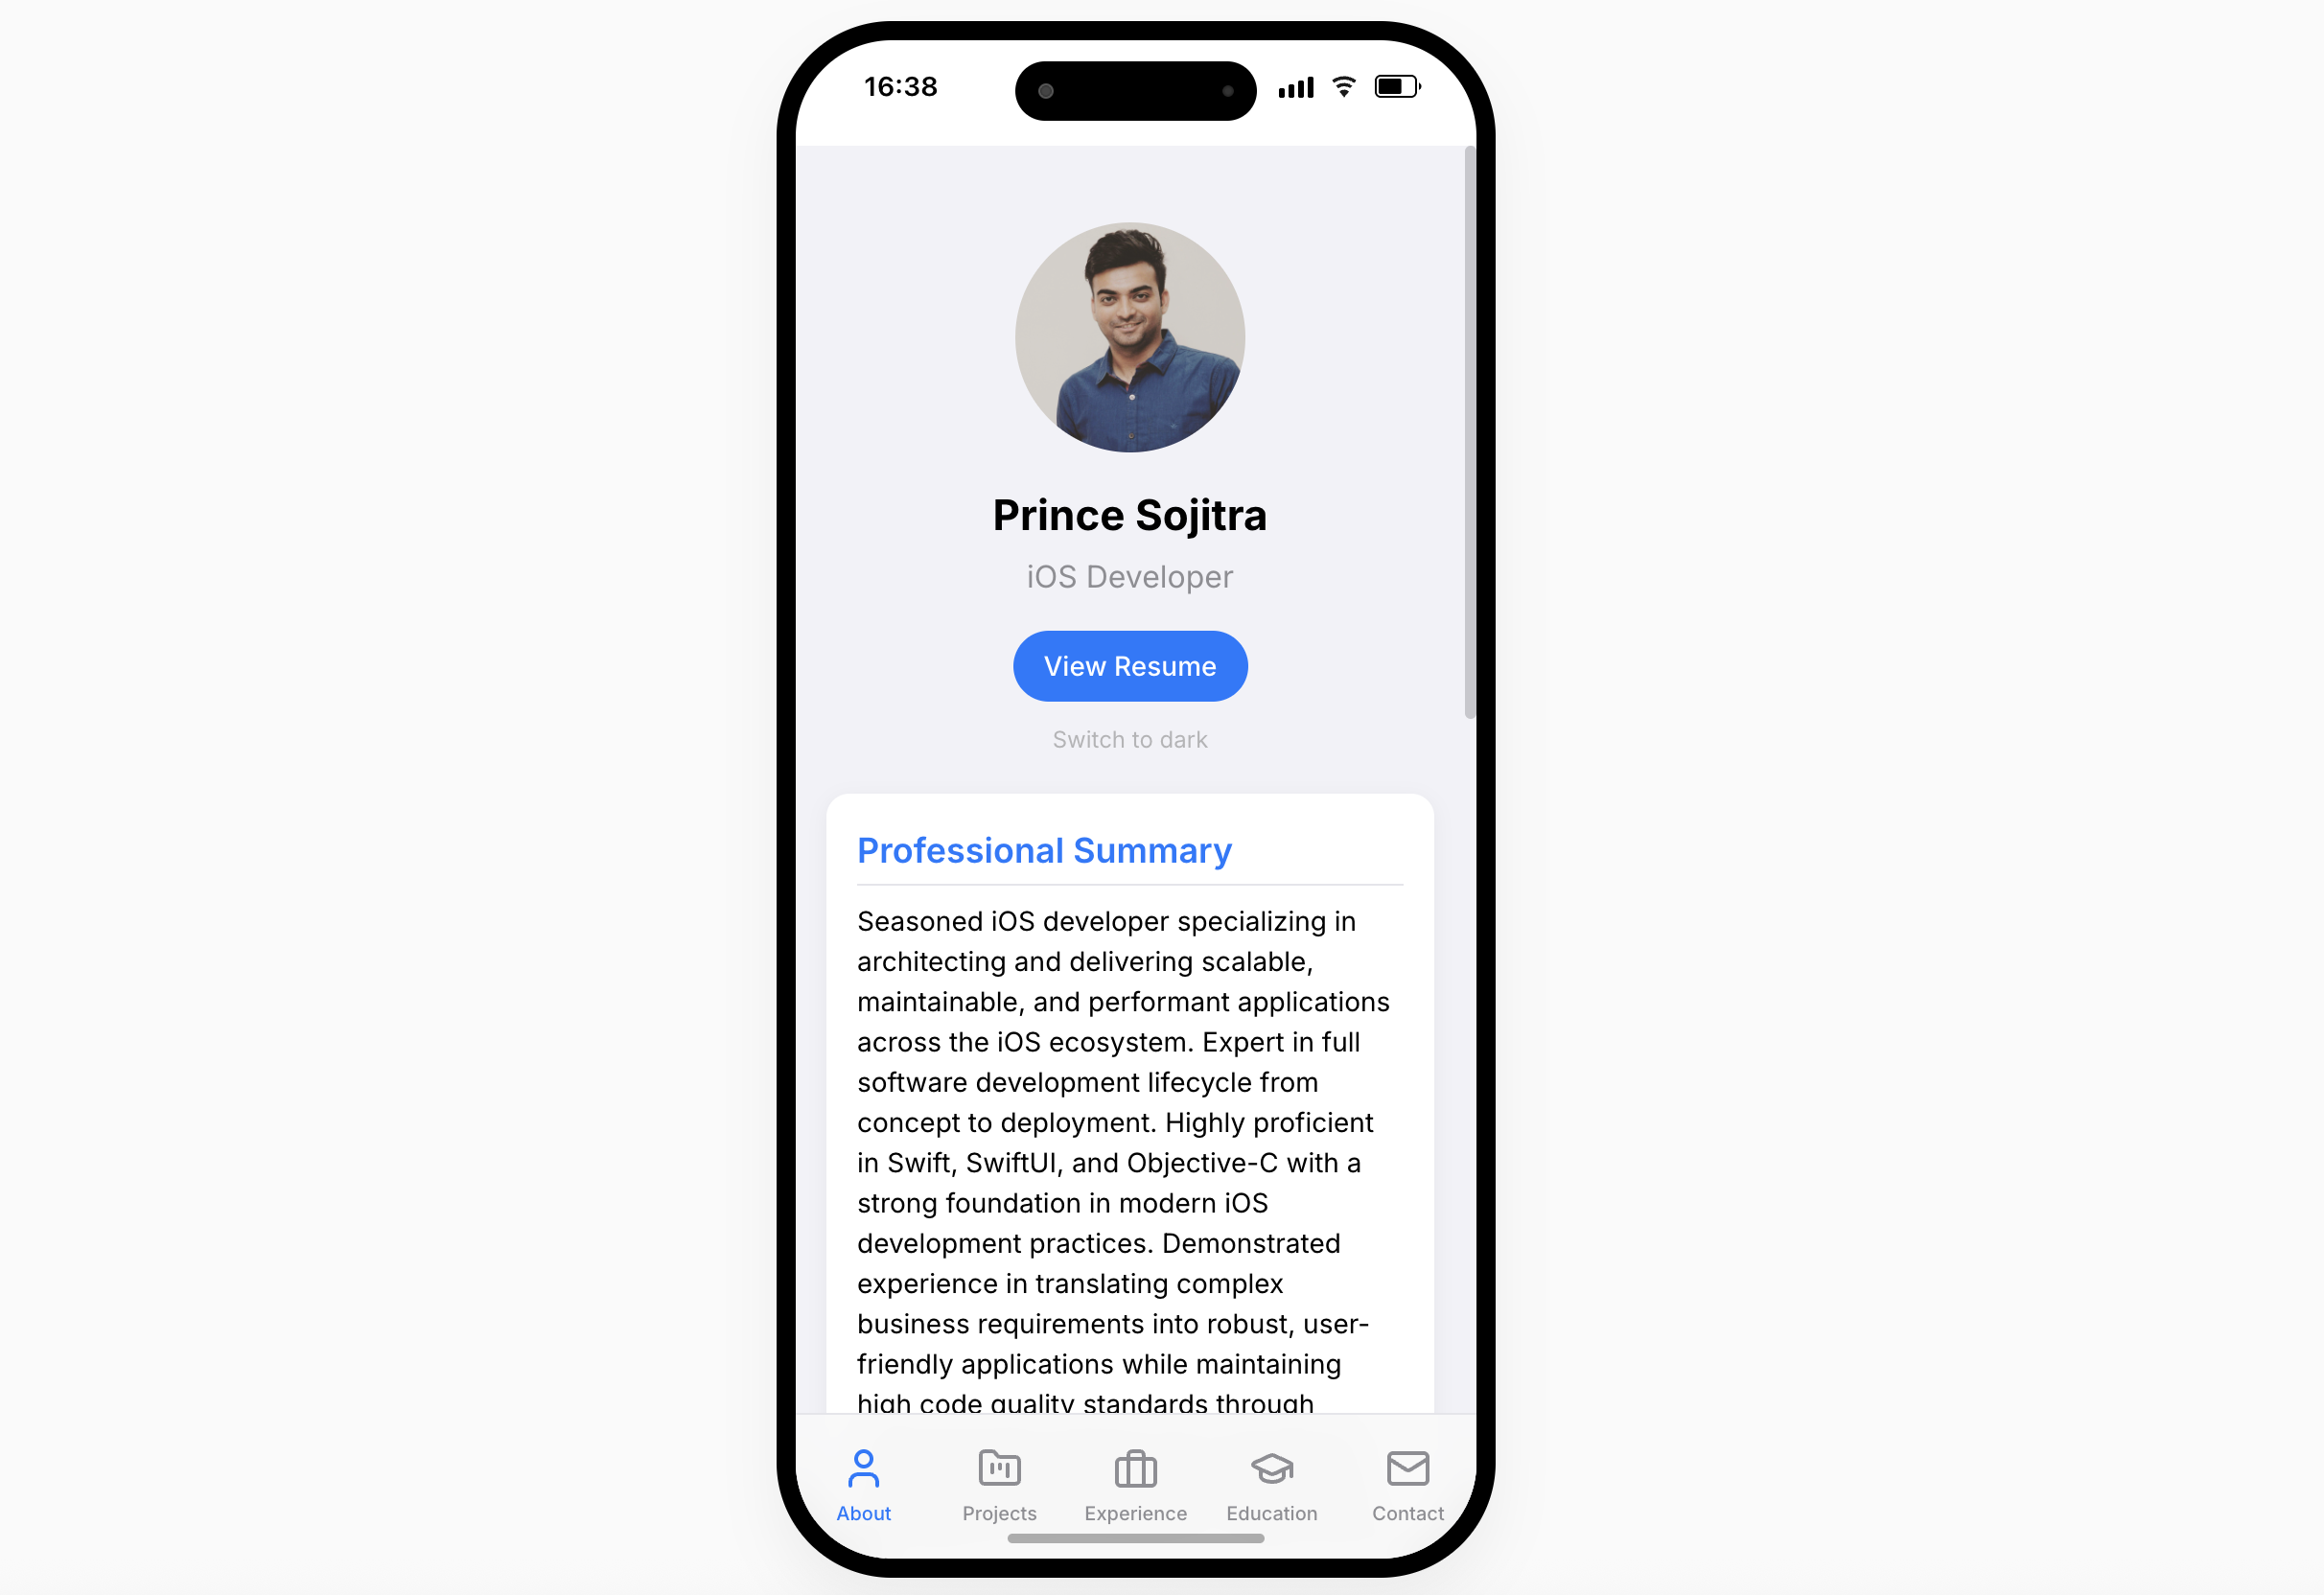 16:38
Prince Sojitra
iOS Developer
View Resume
Switch to dark
Professional Summary
Seasoned iOS developer specializing in
architecting and delivering scalable,
maintainable, and performant applications
across the iOS ecosystem. Expert in full
software development lifecycle from
concept to deployment. Highly proficient
in Swift, SwiftUI, and Objective-C with a
strong foundation in modern iOS
development practices. Demonstrated
experience in translating complex
business requirements into robust, user-
friendly applications while maintaining
high code quality standards through
About
Projects
Experience
Education
Contact